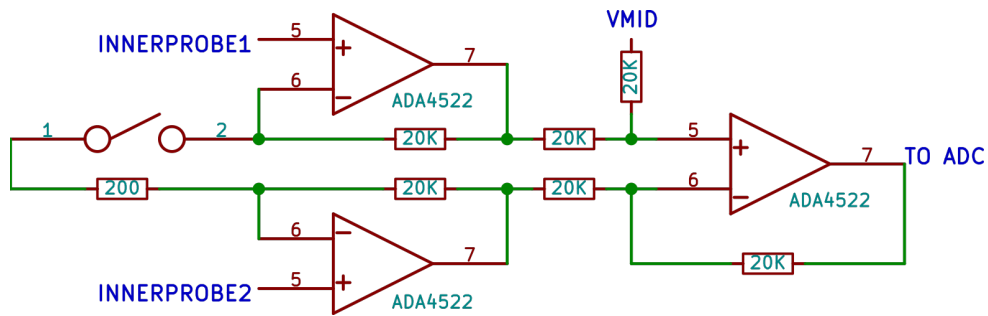 VMID
INNERPROBE1
5
7
20K
6
ADA4522
1
2
20K
20K
5
7
TO ADC
200
20K
20K
6
ADA4522
6
7
20K
5
INNERPROBE2
ADA4522